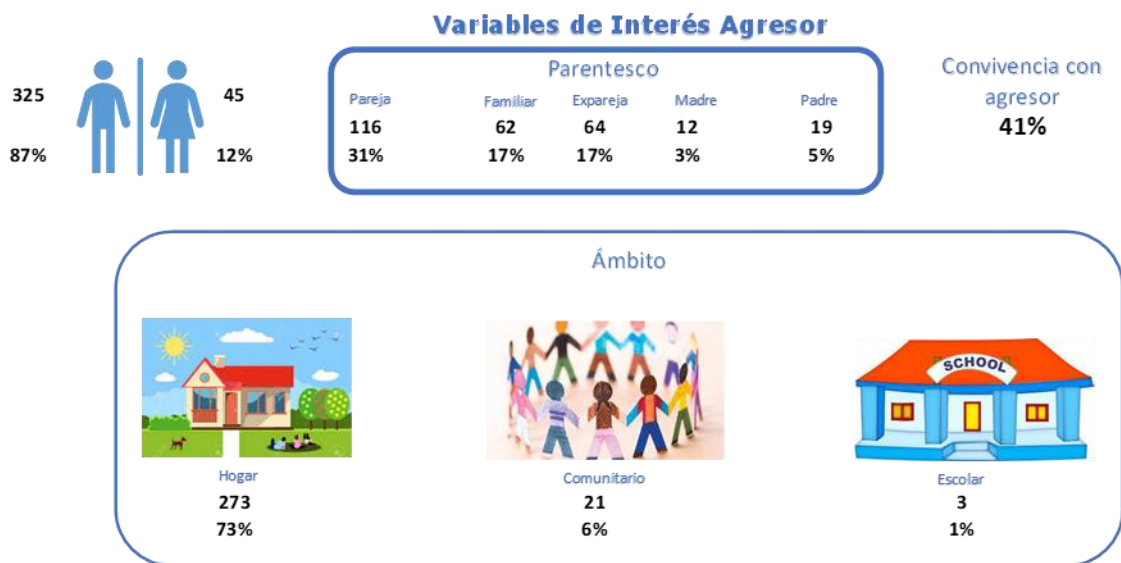 Variables de Interés Agresor
325
87%
45
12%
Parentesco
Pareja Familiar Expareja Madre Padre
116 62 64 12 19
31% 17% 17% 3% 5%
Convivencia con
agresor
41%
Ámbito
SCHOOL
Hogar Comunitario Escolar
273 21 3
73% 6% 1%